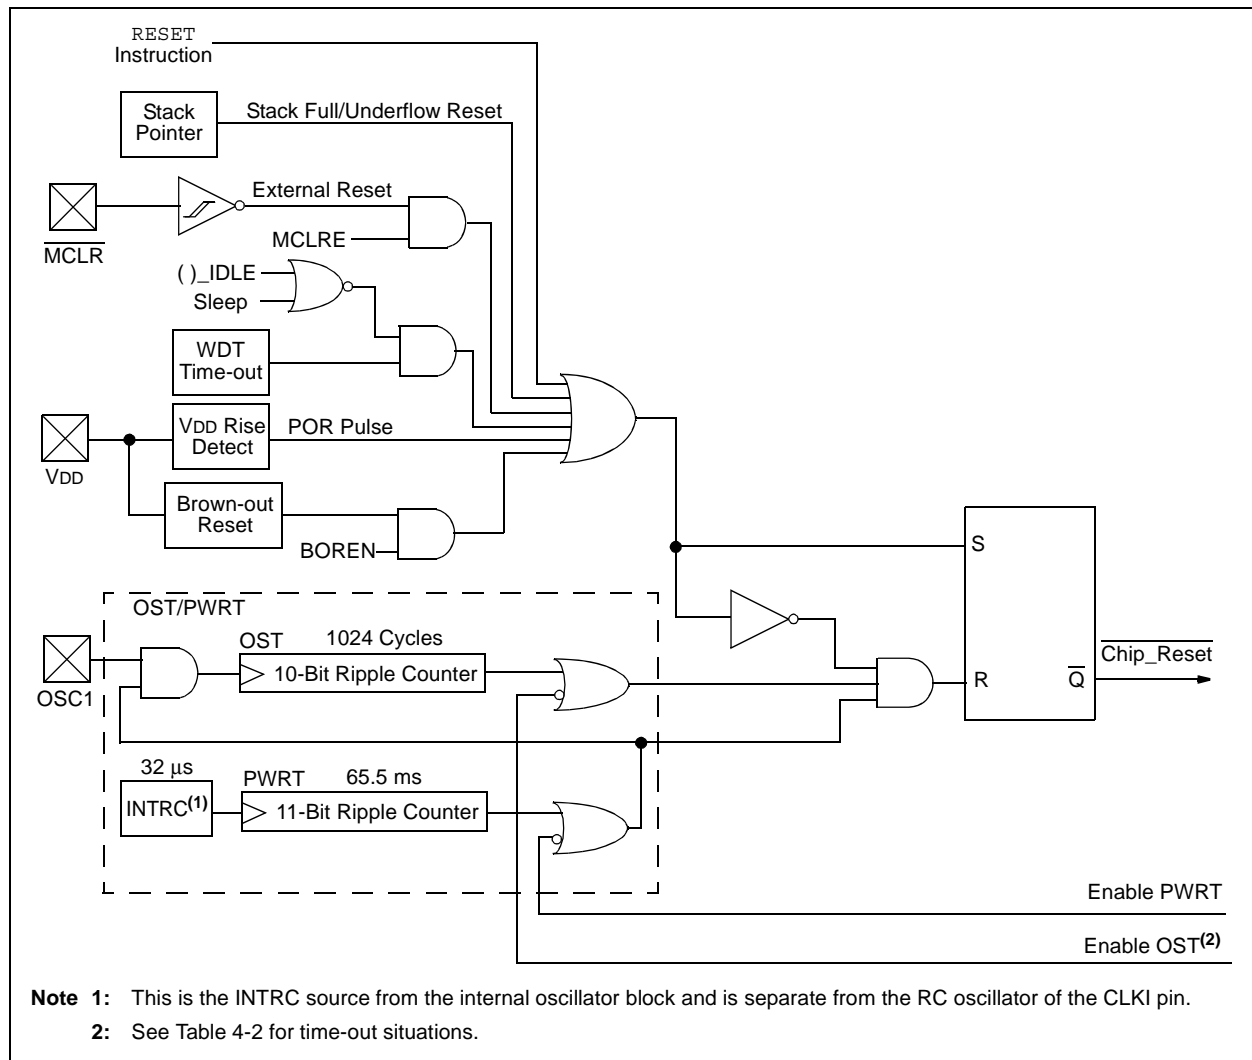 RESET
Instruction
Stack
Pointer
Stack Full/Underflow Reset
External Reset
MCLR
MCLRE
( )_IDLE
Sleep
WDT
Time-out
VDD Rise
Detect
POR Pulse
VDD
Brown-out
Reset
BOREN
S
OST/PWRT
OST
1024 Cycles
10-Bit Ripple Counter
OSC1
R
Q
Chip_Reset
32 μs
PWRT
65.5 ms
INTRC(1)
11-Bit Ripple Counter
Enable PWRT
Enable OST(2)
Note 1: This is the INTRC source from the internal oscillator block and is separate from the RC oscillator of the CLKI pin.
2: See Table 4-2 for time-out situations.